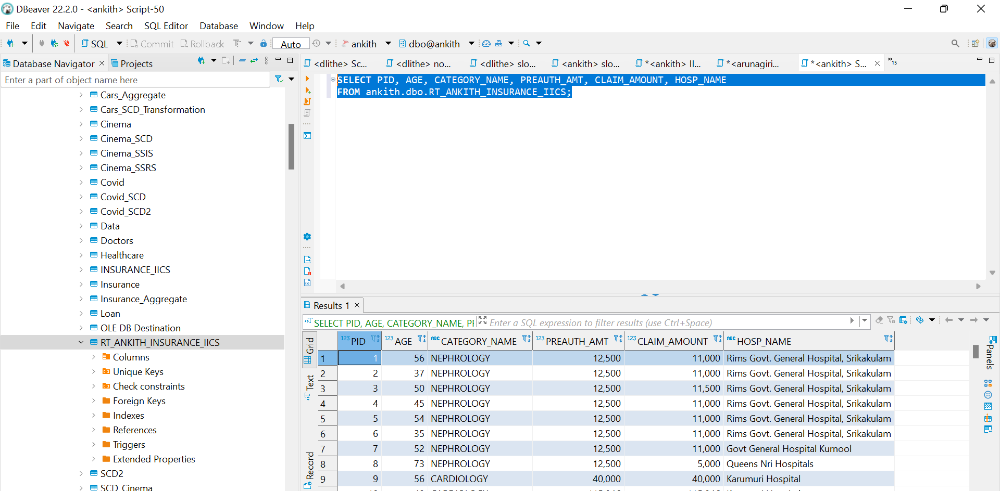 DBeaver 22.2.0 - <ankith> Script-50
File Edit Navigate Search SQL Editor Database Window Help
SQL Commit Rollback Auto ankith dbo@ankith
Database Navigator Projects
Enter a part of object name here
Cars_Aggregate
Cars_SCD_Transformation
Cinema
Cinema_SCD
Cinema_SSIS
Cinema_SSRS
Covid
Covid_SCD
Covid_SCD2
Data
Doctors
Healthcare
INSURANCE_IICS
Insurance
Insurance_Aggregate
Loan
OLE DB Destination
RT_ANKITH_INSURANCE_IICS
Columns
Unique Keys
Check constraints
Foreign Keys
Indexes
References
Triggers
Extended Properties
SCD2
SCD_Cinema
<dlithe> Sc... <dlithe> no... <dlithe> slo... <ankith> slo... *<ankith> II... *<arunagiri... *<ankith> S... »15
SELECT PID, AGE, CATEGORY_NAME, PREAUTH_AMT, CLAIM_AMOUNT, HOSP_NAME
FROM ankith.dbo.RT_ANKITH_INSURANCE_IICS;
Results 1
SELECT PID, AGE, CATEGORY_NAME, PR Enter a SQL expression to filter results (use Ctrl+Space)
Grid
Text
Record
Panels
123 PID 123 AGE ABC CATEGORY_NAME 123 PREAUTH_AMT 123 CLAIM_AMOUNT ABC HOSP_NAME
1 1 56 NEPHROLOGY 12,500 11,000 Rims Govt. General Hospital, Srikakulam
2 2 37 NEPHROLOGY 12,500 11,000 Rims Govt. General Hospital, Srikakulam
3 3 50 NEPHROLOGY 12,500 11,500 Rims Govt. General Hospital, Srikakulam
4 4 45 NEPHROLOGY 12,500 11,000 Rims Govt. General Hospital, Srikakulam
5 5 54 NEPHROLOGY 12,500 11,000 Rims Govt. General Hospital, Srikakulam
6 6 35 NEPHROLOGY 12,500 11,000 Rims Govt. General Hospital, Srikakulam
7 7 52 NEPHROLOGY 12,500 11,000 Govt General Hospital Kurnool
8 8 73 NEPHROLOGY 12,500 5,000 Queens Nri Hospitals
9 9 56 CARDIOLOGY 40,000 40,000 Karumuri Hospital